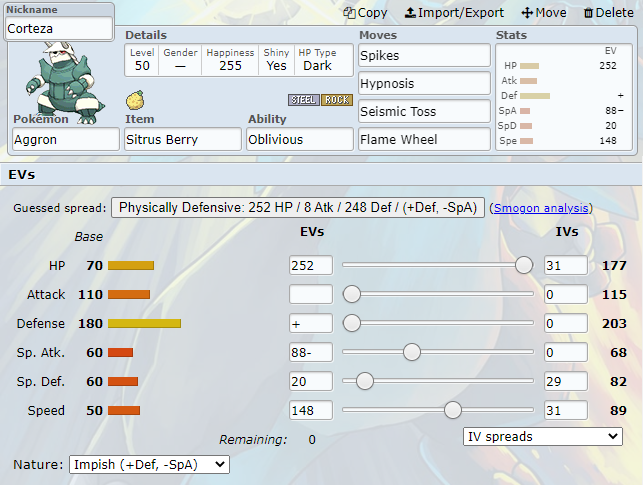 Nickname
Corteza
Copy Import/Export Move Delete
Details
Level Gender Happiness Shiny HP Type
50 — 255 Yes Dark
STEEL ROCK
Pokémon Item Ability
Aggron Sitrus Berry Oblivious
Moves
Spikes
Hypnosis
Seismic Toss
Flame Wheel
Stats
EV
HP 252
Atk
Def +
SpA 88−
SpD 20
Spe 148
EVs
Guessed spread: Physically Defensive: 252 HP / 8 Atk / 248 Def / (+Def, -SpA) (Smogon analysis)
Base EVs IVs
HP 70 252 31 177
Attack 110 0 115
Defense 180 + 0 203
Sp. Atk. 60 88- 0 68
Sp. Def. 60 20 29 82
Speed 50 148 31 89
Remaining: 0 IV spreads
Nature: Impish (+Def, -SpA)